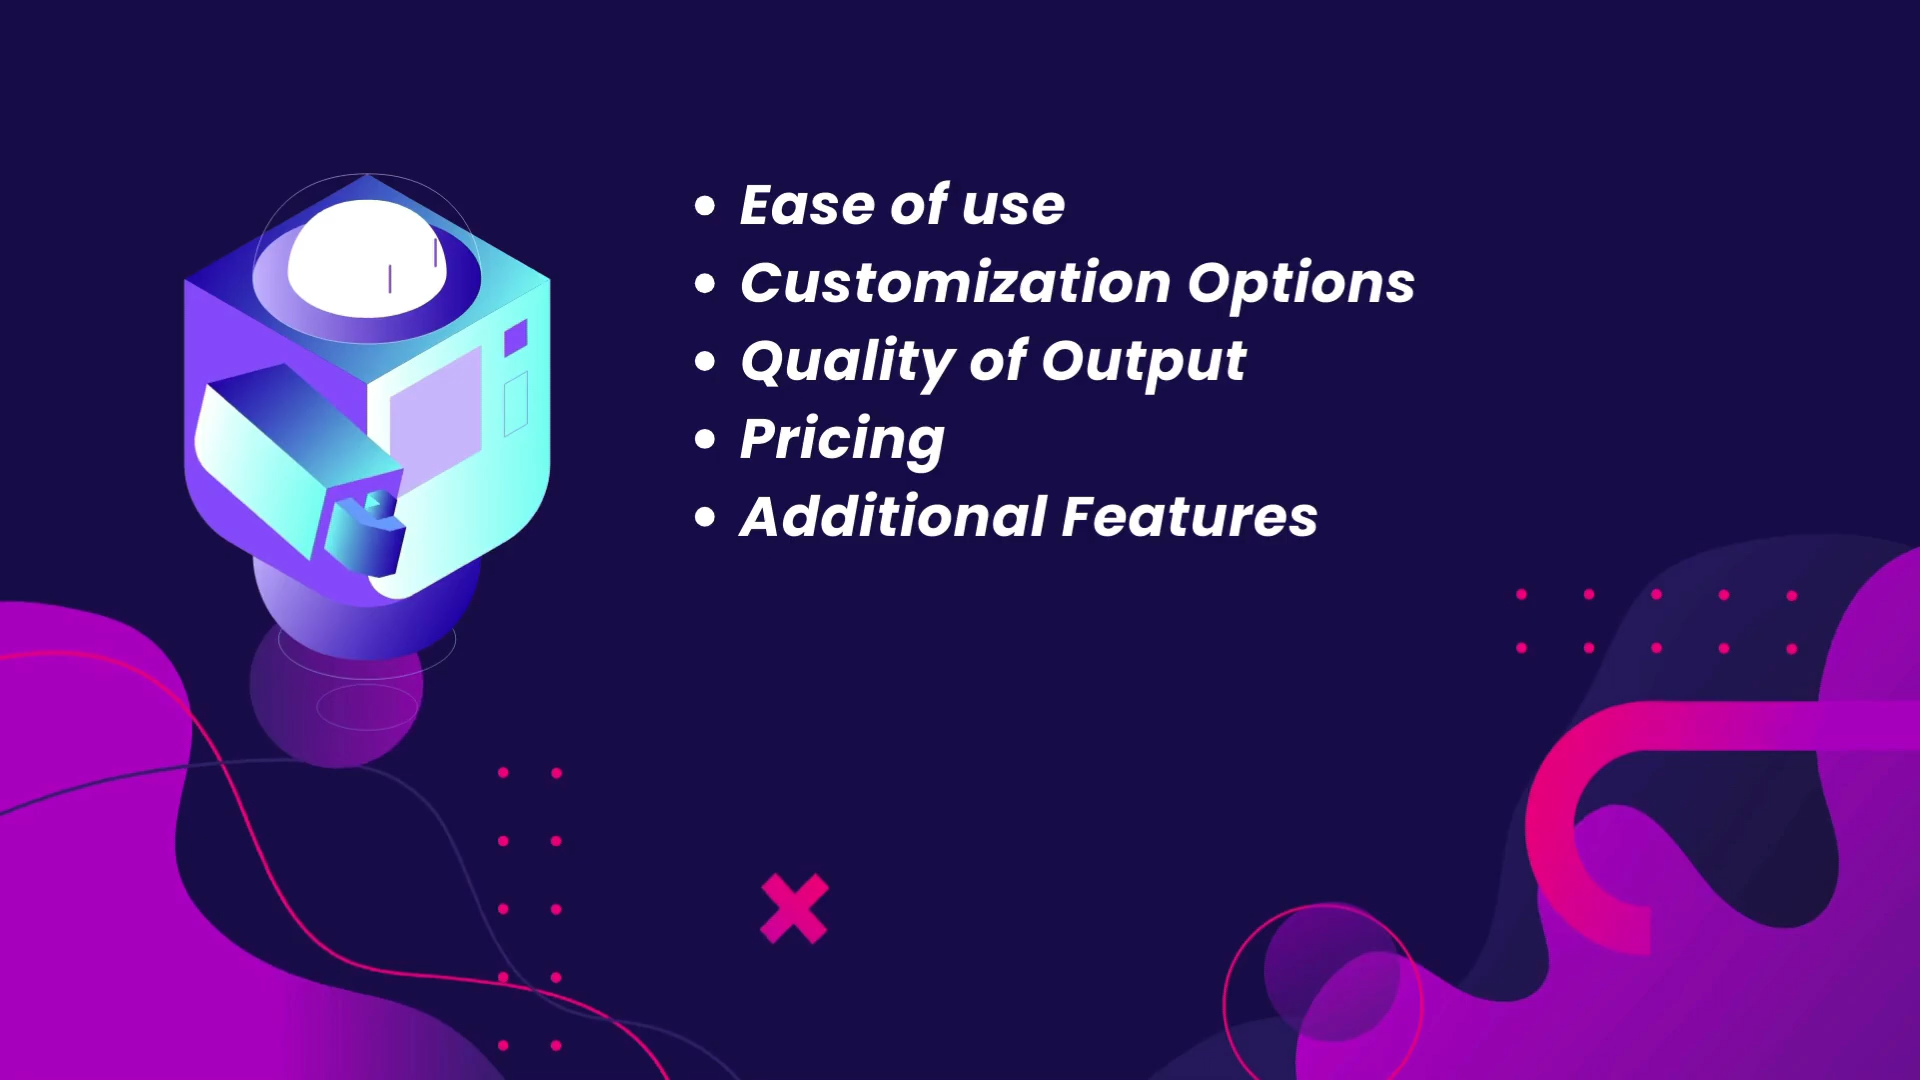 • Ease of use
• Customization Options
• Quality of Output
• Pricing
• Additional Features